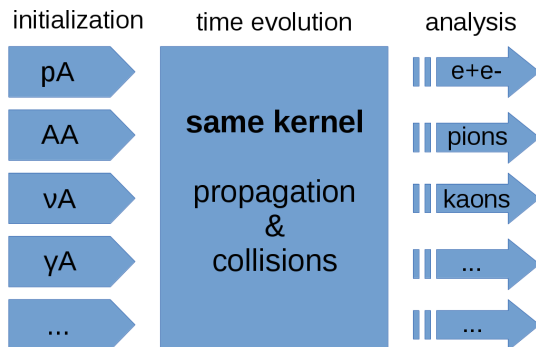 initialization
time evolution
analysis
pA
AA
νA
γA
...
same kernel
propagation
&
collisions
e+e-
pions
kaons
...
...